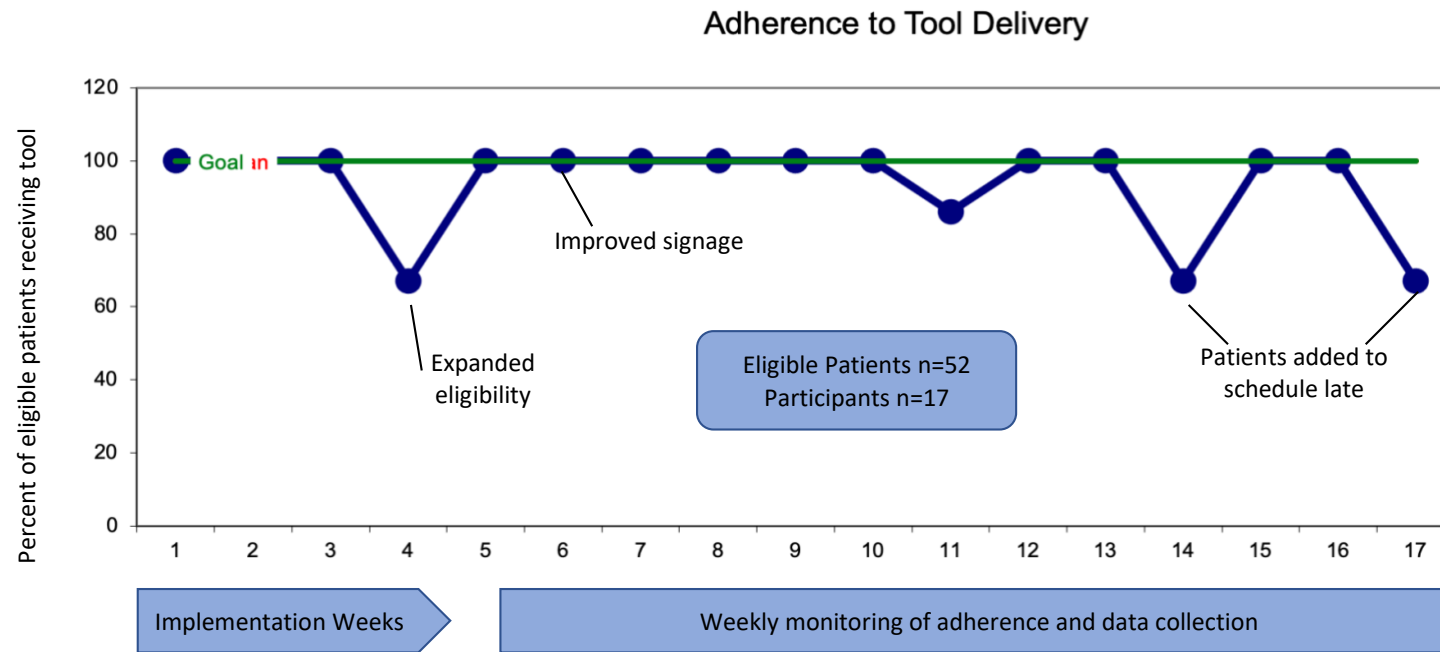 Adherence to Tool Delivery
Percent of eligible patients receiving tool
120
100
80
60
40
20
0
Goal
Improved signage
Expanded
eligibility
Eligible Patients n=52
Participants n=17
Patients added to
schedule late
1 2 3 4 5 6 7 8 9 10 11 12 13 14 15 16 17
Implementation Weeks
Weekly monitoring of adherence and data collection